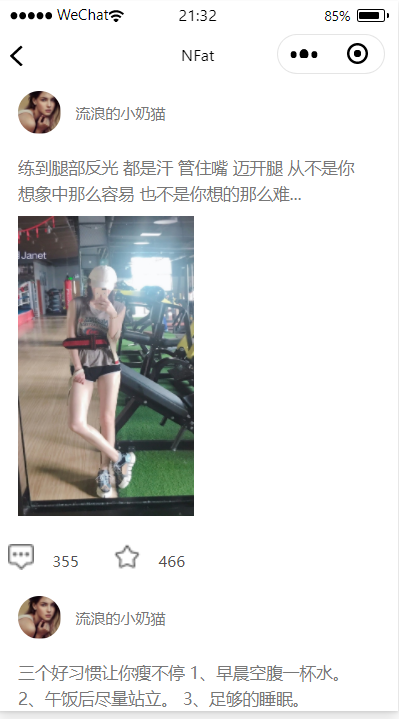 ●●●●● WeChat 21:32 85%
NFat
流浪的小奶猫
练到腿部反光 都是汗 管住嘴 迈开腿 从不是你
想象中那么容易 也不是你想的那么难...
Janet
355 466
流浪的小奶猫
三个好习惯让你瘦不停 1、早晨空腹一杯水。
2、午饭后尽量站立。 3、足够的睡眠。